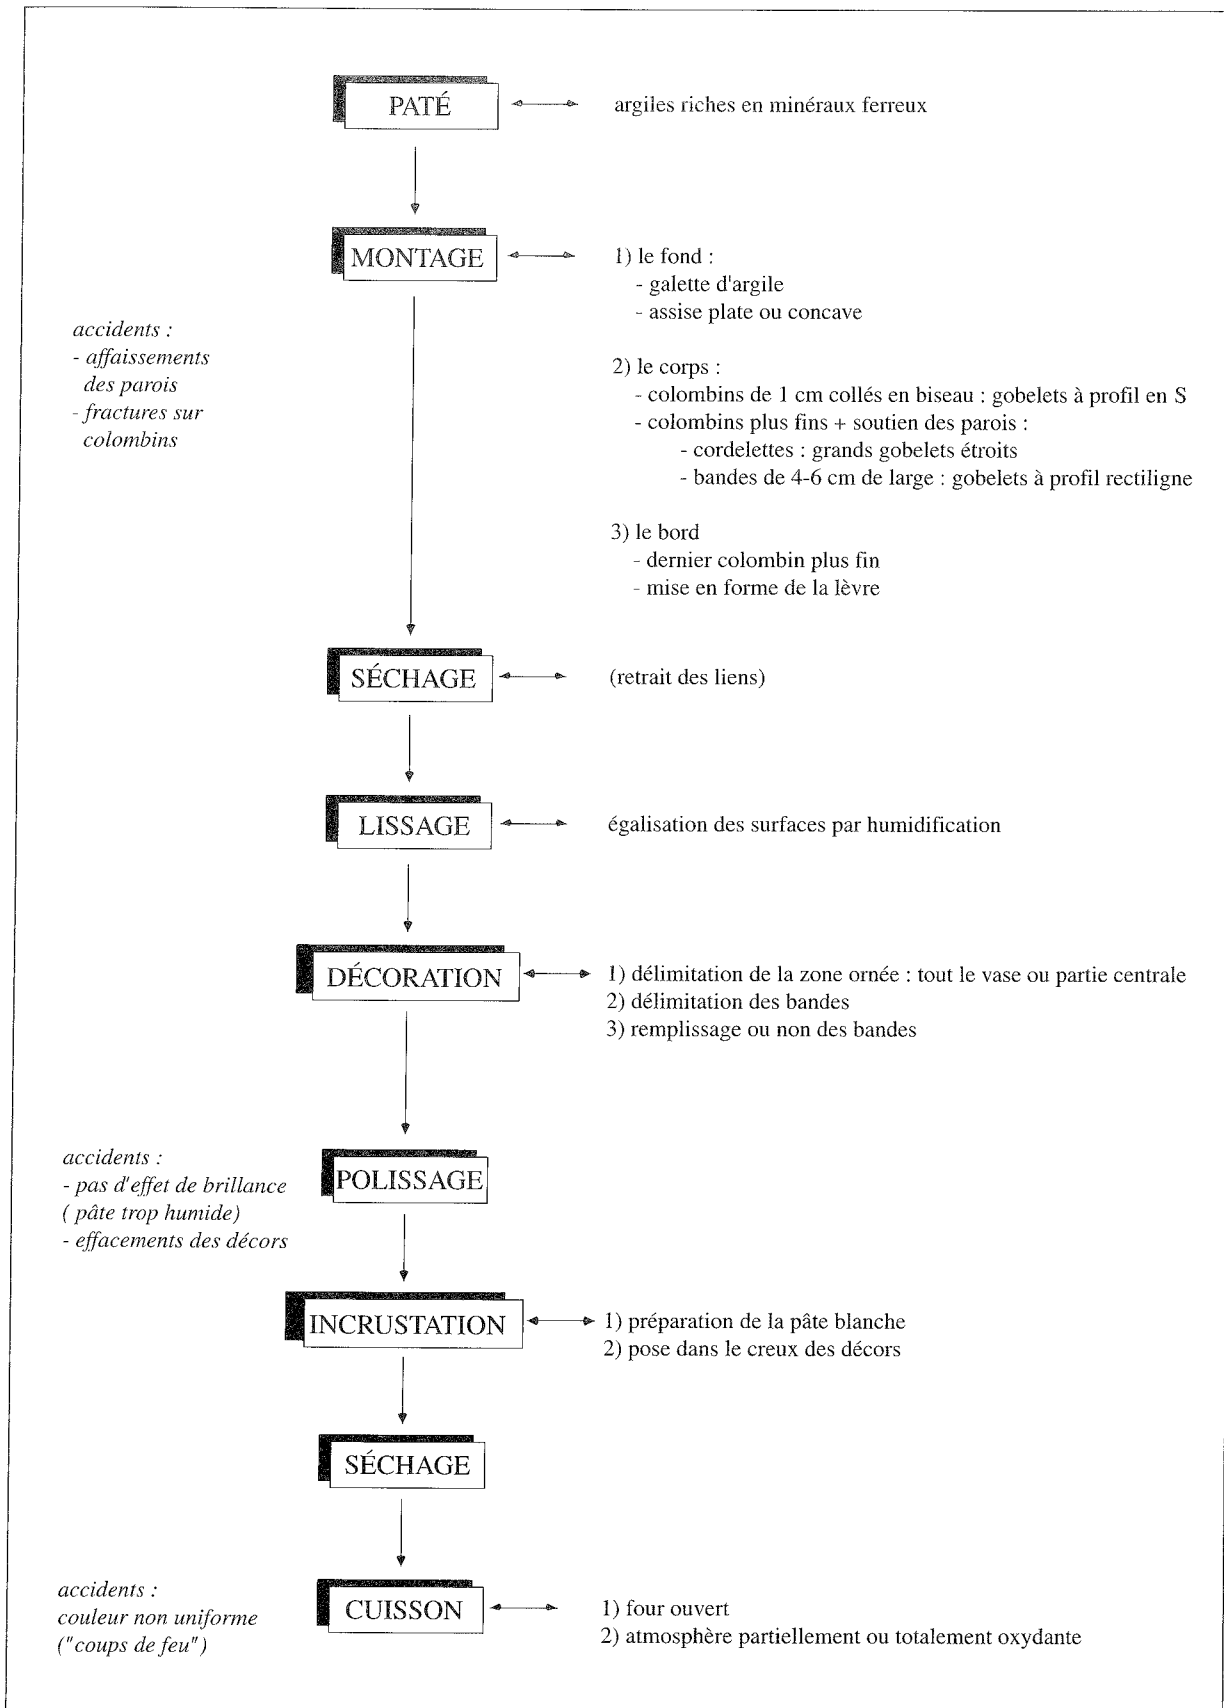 PATÉ
argiles riches en minéraux ferreux
MONTAGE
1) le fond :
- galette d'argile
- assise plate ou concave
accidents :
- affaissements
des parois
- fractures sur
colombins
2) le corps :
- colombins de 1 cm collés en biseau : gobelets à profil en S
- colombins plus fins + soutien des parois :
- cordelettes : grands gobelets étroits
- bandes de 4-6 cm de large : gobelets à profil rectiligne
3) le bord
- dernier colombin plus fin
- mise en forme de la lèvre
SÉCHAGE
(retrait des liens)
LISSAGE
égalisation des surfaces par humidification
DÉCORATION
1) délimitation de la zone ornée : tout le vase ou partie centrale
2) délimitation des bandes
3) remplissage ou non des bandes
accidents :
- pas d'effet de brillance
( pâte trop humide)
- effacements des décors
POLISSAGE
INCRUSTATION
1) préparation de la pâte blanche
2) pose dans le creux des décors
SÉCHAGE
accidents :
couleur non uniforme
("coups de feu")
CUISSON
1) four ouvert
2) atmosphère partiellement ou totalement oxydante